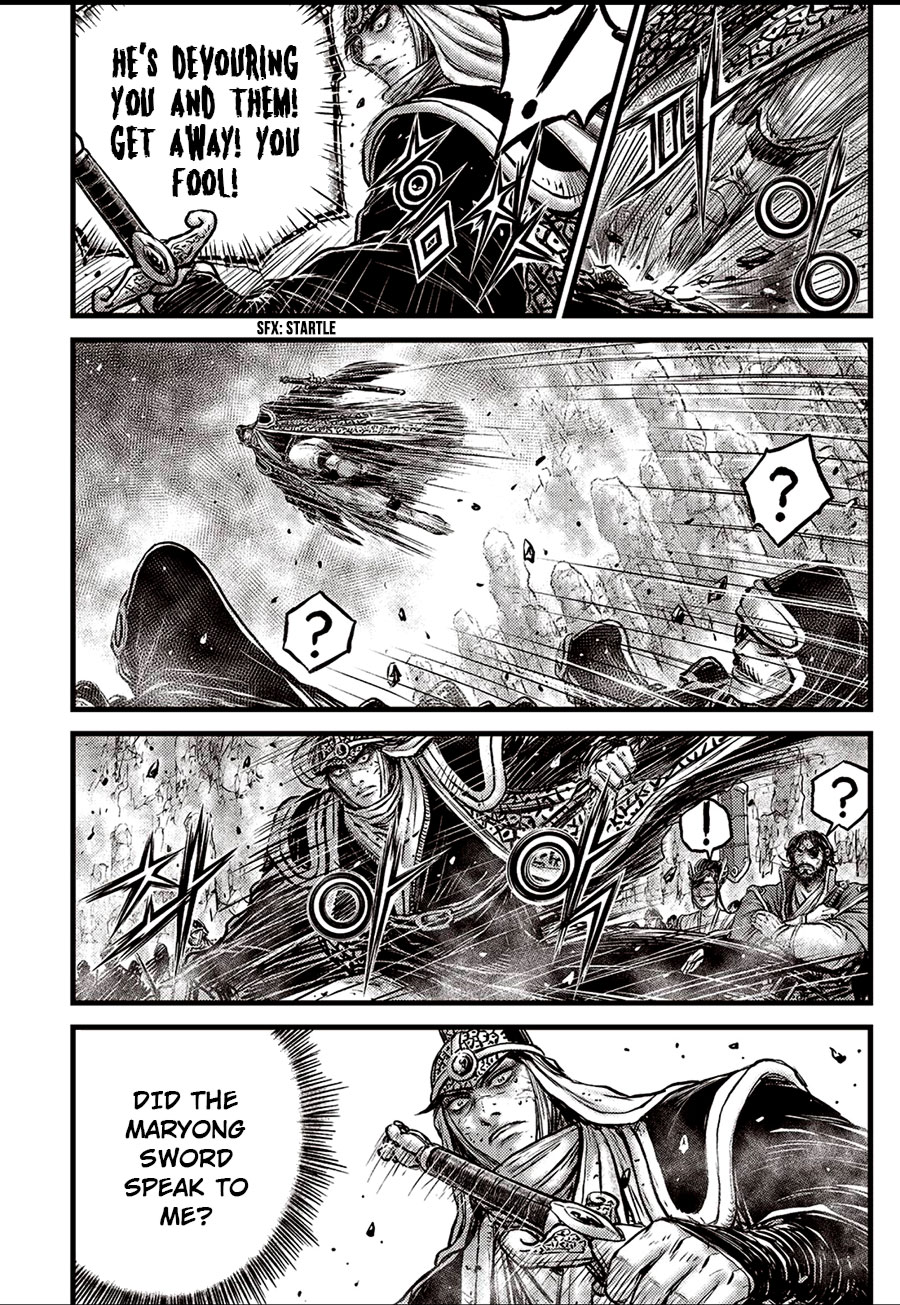 HE'S DEVOURING
YOU AND THEM!
GET AWAY! YOU
FOOL!
!
SFX: STARTLE
?
?
?
!
DID THE
MARYONG
SWORD
SPEAK TO
ME?